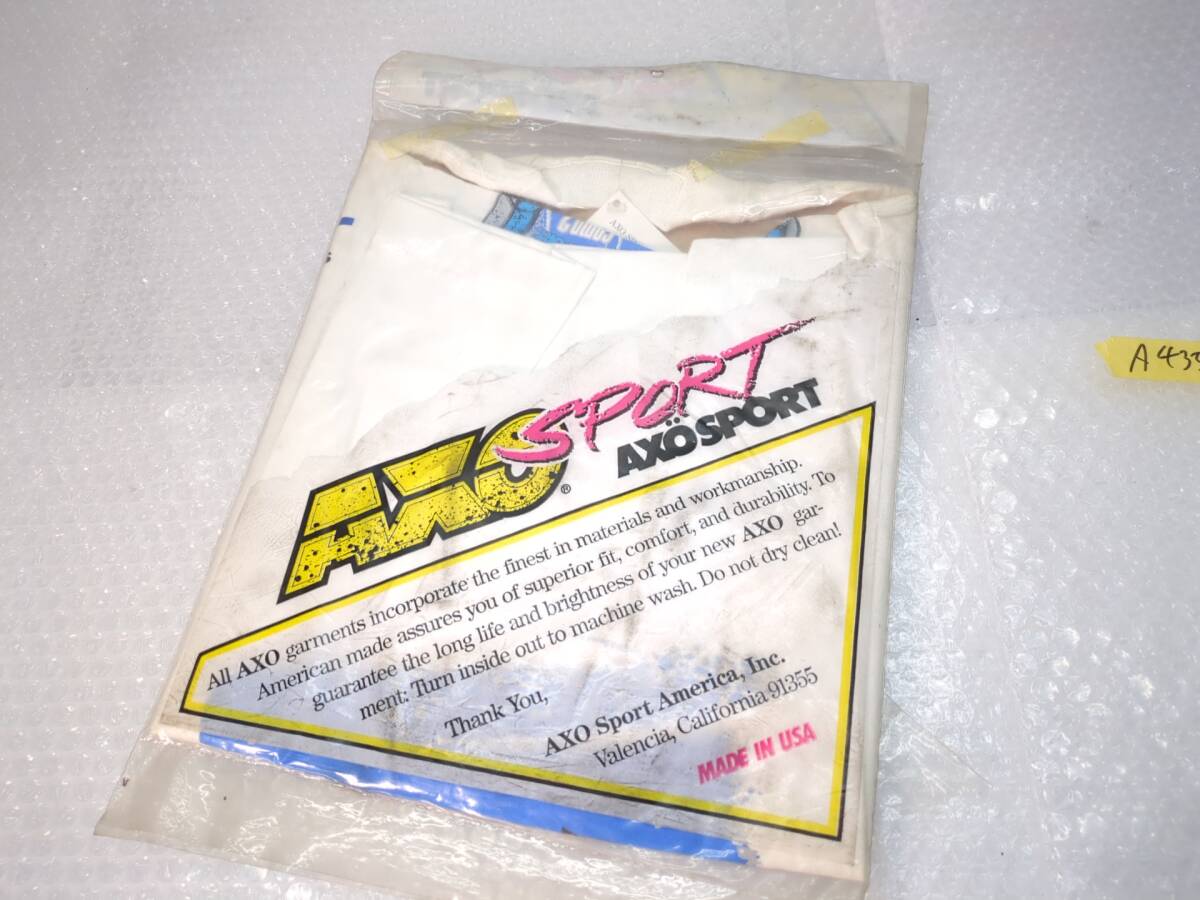 AXO
SPORT
AXO SPORT
®
All AXO garments incorporate the finest in materials and workmanship.
American made assures you of superior fit, comfort, and durability. To
guarantee the long life and brightness of your new AXO gar-
ment: Turn inside out to machine wash. Do not dry clean!
Thank You,
AXO Sport America, Inc.
Valencia, California 91355
MADE IN USA